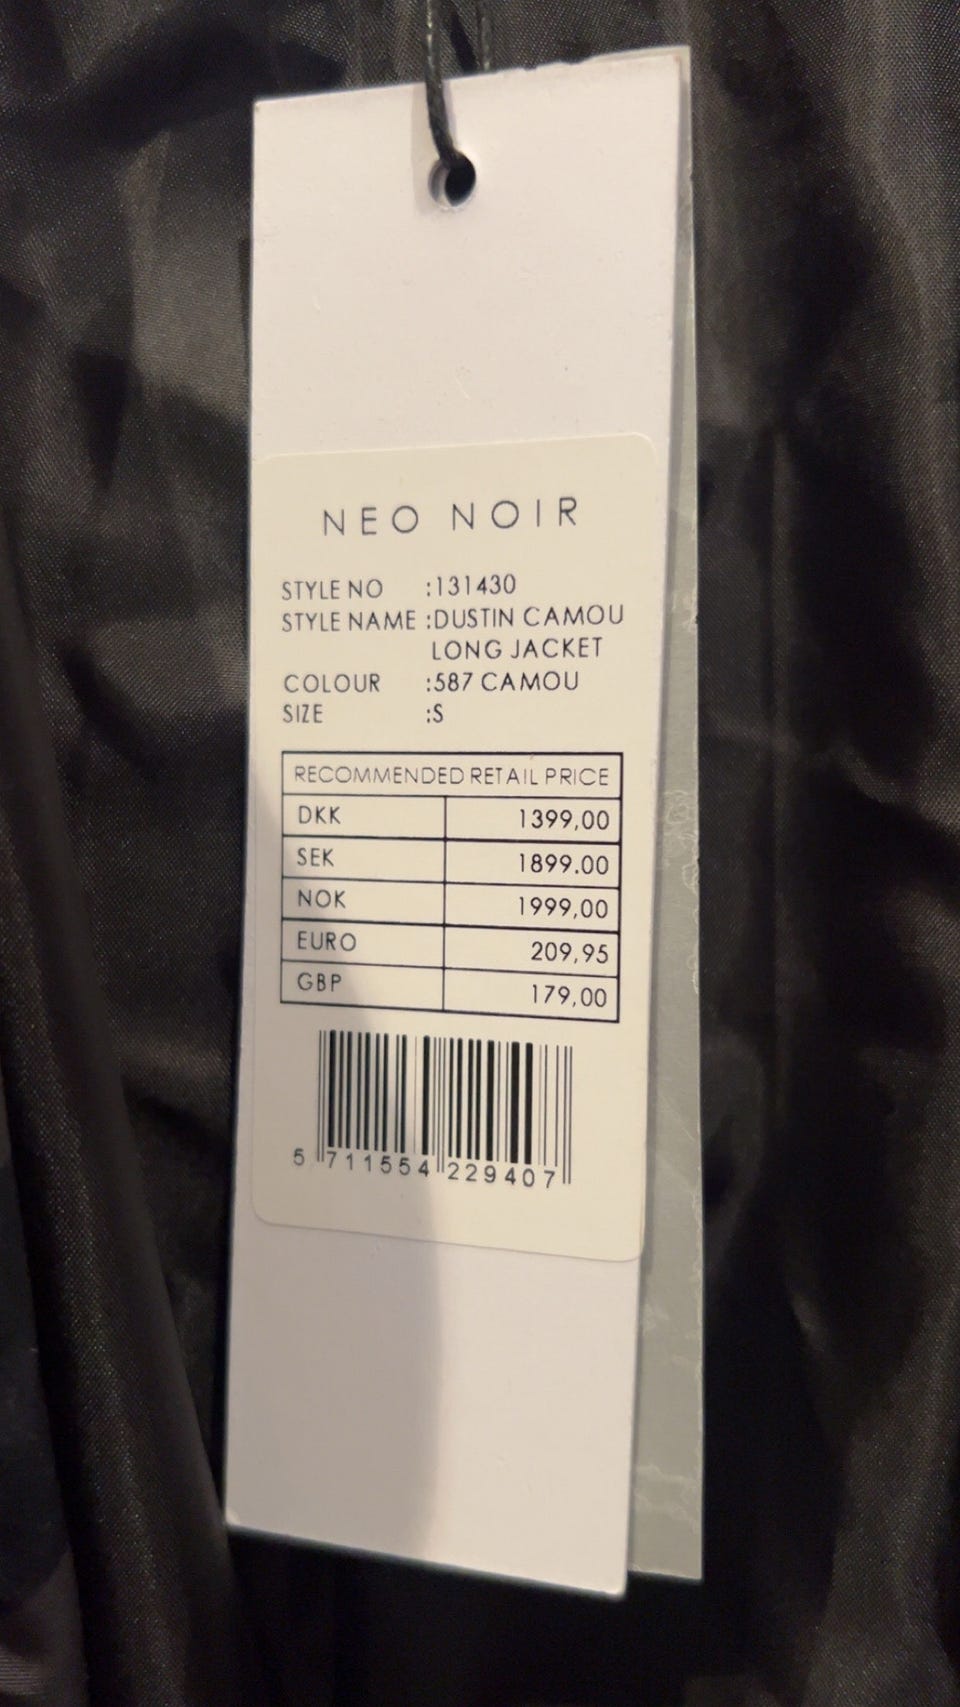 NEO NOIR
STYLE NO :131430
STYLE NAME :DUSTIN CAMOU
LONG JACKET
COLOUR :587 CAMOU
SIZE :S
RECOMMENDED RETAIL PRICE
DKK 1399,00
SEK 1899.00
NOK 1999,00
EURO 209,95
GBP 179,00
5 711554 229407